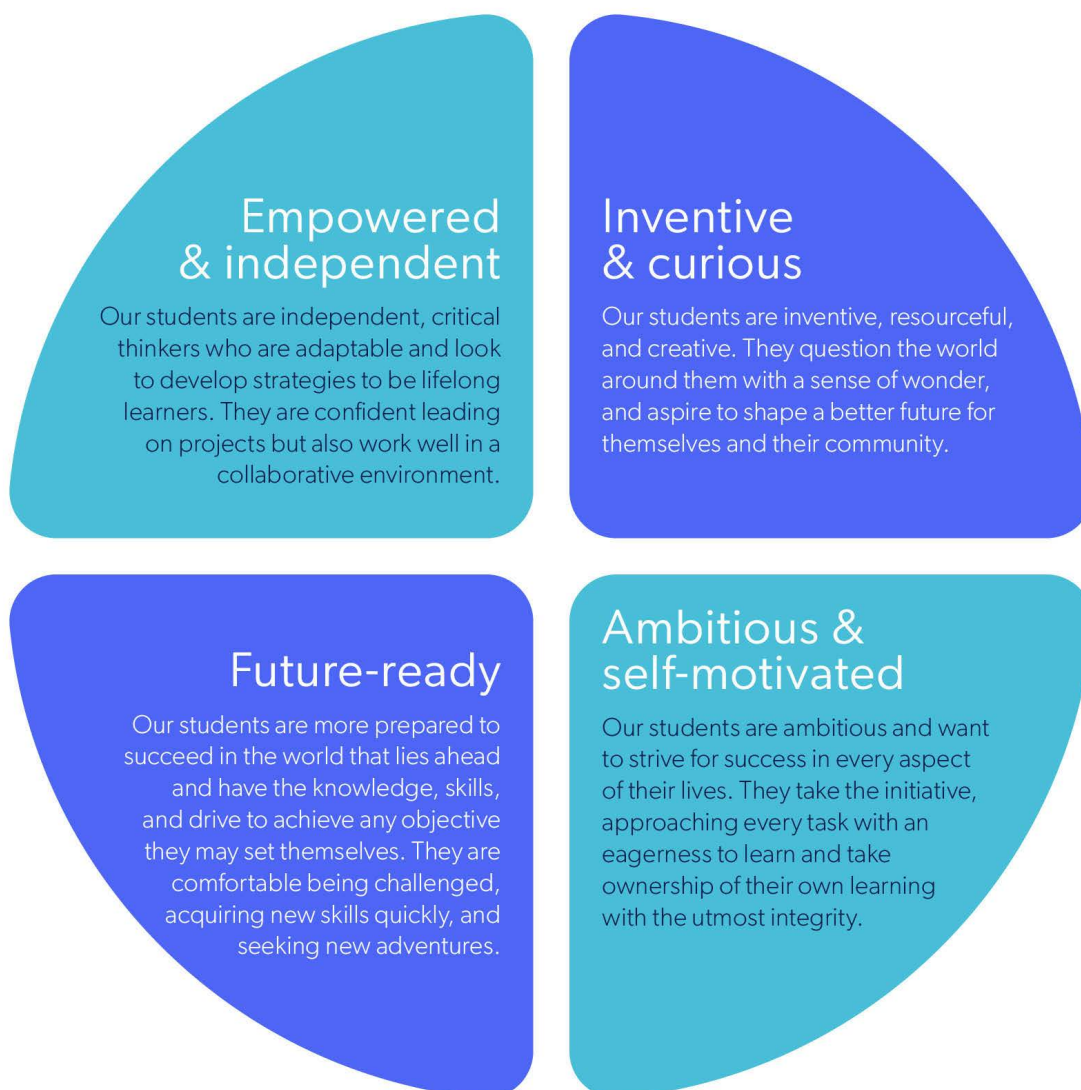 Empowered
& independent
Our students are independent, critical
thinkers who are adaptable and look
to develop strategies to be lifelong
learners. They are confident leading
on projects but also work well in a
collaborative environment.
Inventive
& curious
Our students are inventive, resourceful,
and creative. They question the world
around them with a sense of wonder,
and aspire to shape a better future for
themselves and their community.
Future-ready
Our students are more prepared to
succeed in the world that lies ahead
and have the knowledge, skills,
and drive to achieve any objective
they may set themselves. They are
comfortable being challenged,
acquiring new skills quickly, and
seeking new adventures.
Ambitious &
self-motivated
Our students are ambitious and want
to strive for success in every aspect
of their lives. They take the initiative,
approaching every task with an
eagerness to learn and take
ownership of their own learning
with the utmost integrity.